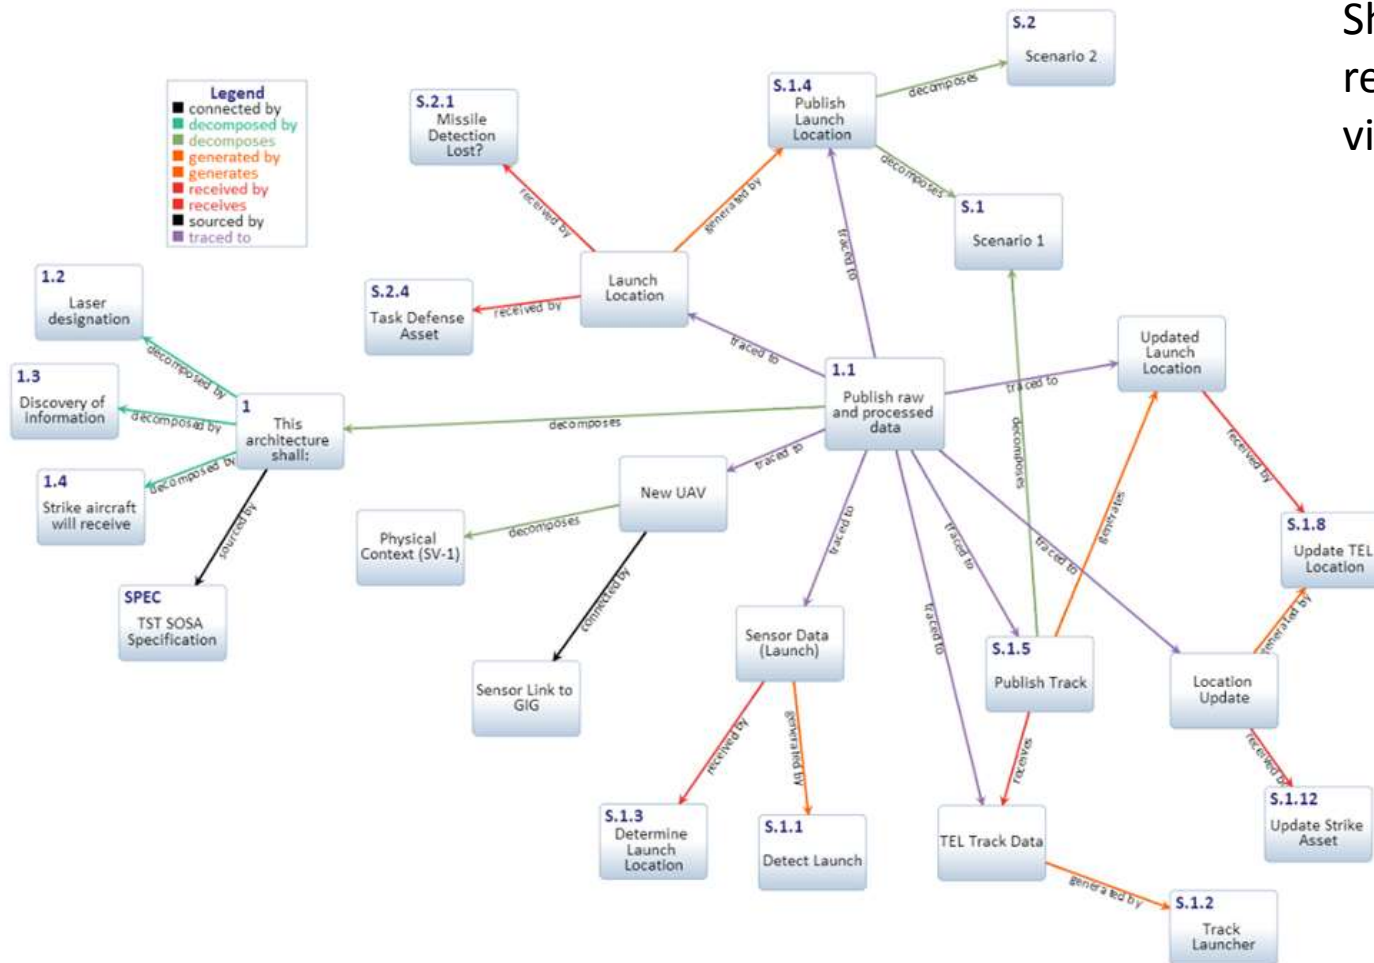 Sh
re
vi
Legend
connected by
decomposed by
decomposes
generated by
generates
received by
receives
sourced by
traced to
S.2
Scenario 2
S.1.4
Publish
Launch
Location
decomposes
decomposes
S.2.1
Missile
Detection
Lost?
received by
generated by
S.1
Scenario 1
Launch
Location
traced to
S.2.4
Task Defense
Asset
received by
traced to
1.2
Laser
designation
decomposed by
1.3
Discovery of
information
decomposed by
1
This
architecture
shall:
decomposes
1.1
Publish raw
and processed
data
traced to
Updated
Launch
Location
received by
decomposes
generates
1.4
Strike aircraft
will receive
decomposed by
sourced by
SPEC
TST SOSA
Specification
traced to
New UAV
decomposes
Physical
Context (SV-1)
connected by
Sensor Link to
GIG
traced to
traced to
traced to
traced to
S.1.8
Update TEL
Location
generated by
Sensor Data
(Launch)
received by
generated by
S.1.5
Publish Track
receives
Location
Update
received by
S.1.3
Determine
Launch
Location
S.1.1
Detect Launch
TEL Track Data
generated by
S.1.12
Update Strike
Asset
S.1.2
Track
Launcher